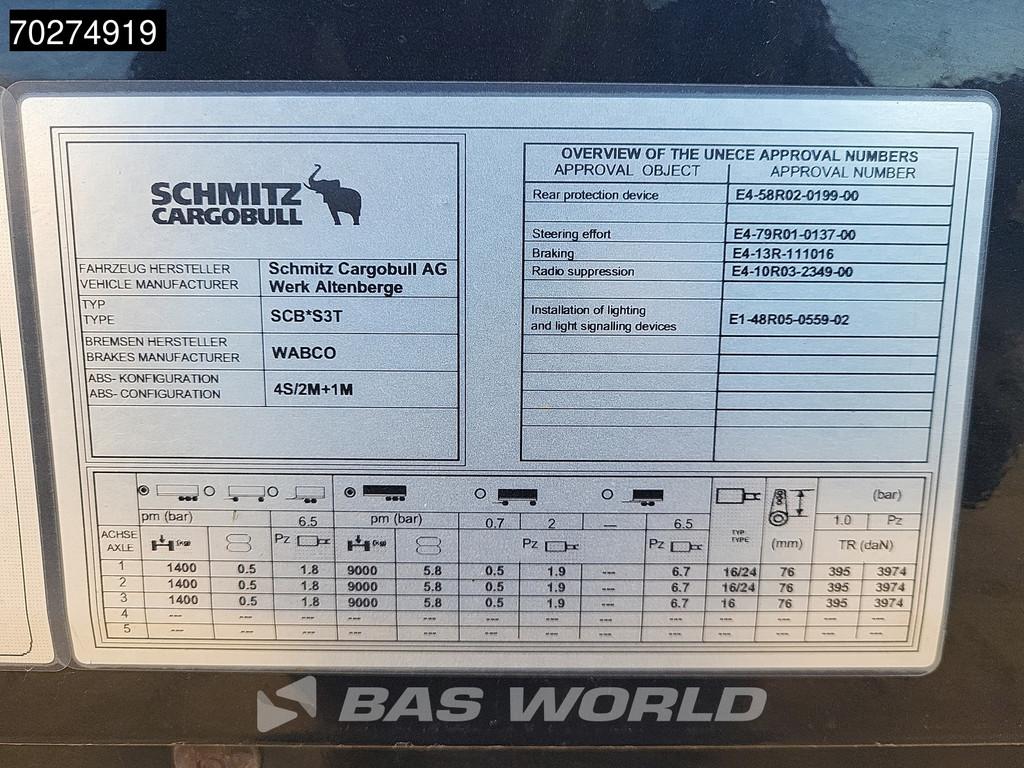 70274919
SCHMITZ
CARGOBULL
FAHRZEUG HERSTELLER
VEHICLE MANUFACTURER
Schmitz Cargobull AG
Werk Altenberge
TYP
TYPE
SCB*S3T
BREMSEN HERSTELLER
BRAKES MANUFACTURER
WABCO
ABS- KONFIGURATION
ABS- CONFIGURATION
4S/2M+1M
OVERVIEW OF THE UNECE APPROVAL NUMBERS
APPROVAL OBJECT APPROVAL NUMBER
Rear protection device E4-58R02-0199-00
Steering effort E4-79R01-0137-00
Braking E4-13R-111016
Radio suppression E4-10R03-2349-00
Installation of lighting
and light signalling devices
E1-48R05-0559-02
(bar)
pm (bar) / 6.5 pm (bar) 0.7 2 — 6.5 1.0 Pz
ACHSE
AXLE
Pz Pz Pz
TYP
TYPE
(mm) TR (daN)
1 1400 0.5 1.8 9000 5.8 0.5 1.9 --- 6.7 16/24 76 395 3974
2 1400 0.5 1.8 9000 5.8 0.5 1.9 --- 6.7 16/24 76 395 3974
3 1400 0.5 1.8 9000 5.8 0.5 1.9 --- 6.7 16 76 395 3974
4 --- --- --- --- --- --- --- --- --- --- --- --- ---
5 --- --- --- --- --- --- --- --- --- --- --- --- ---
BAS WORLD